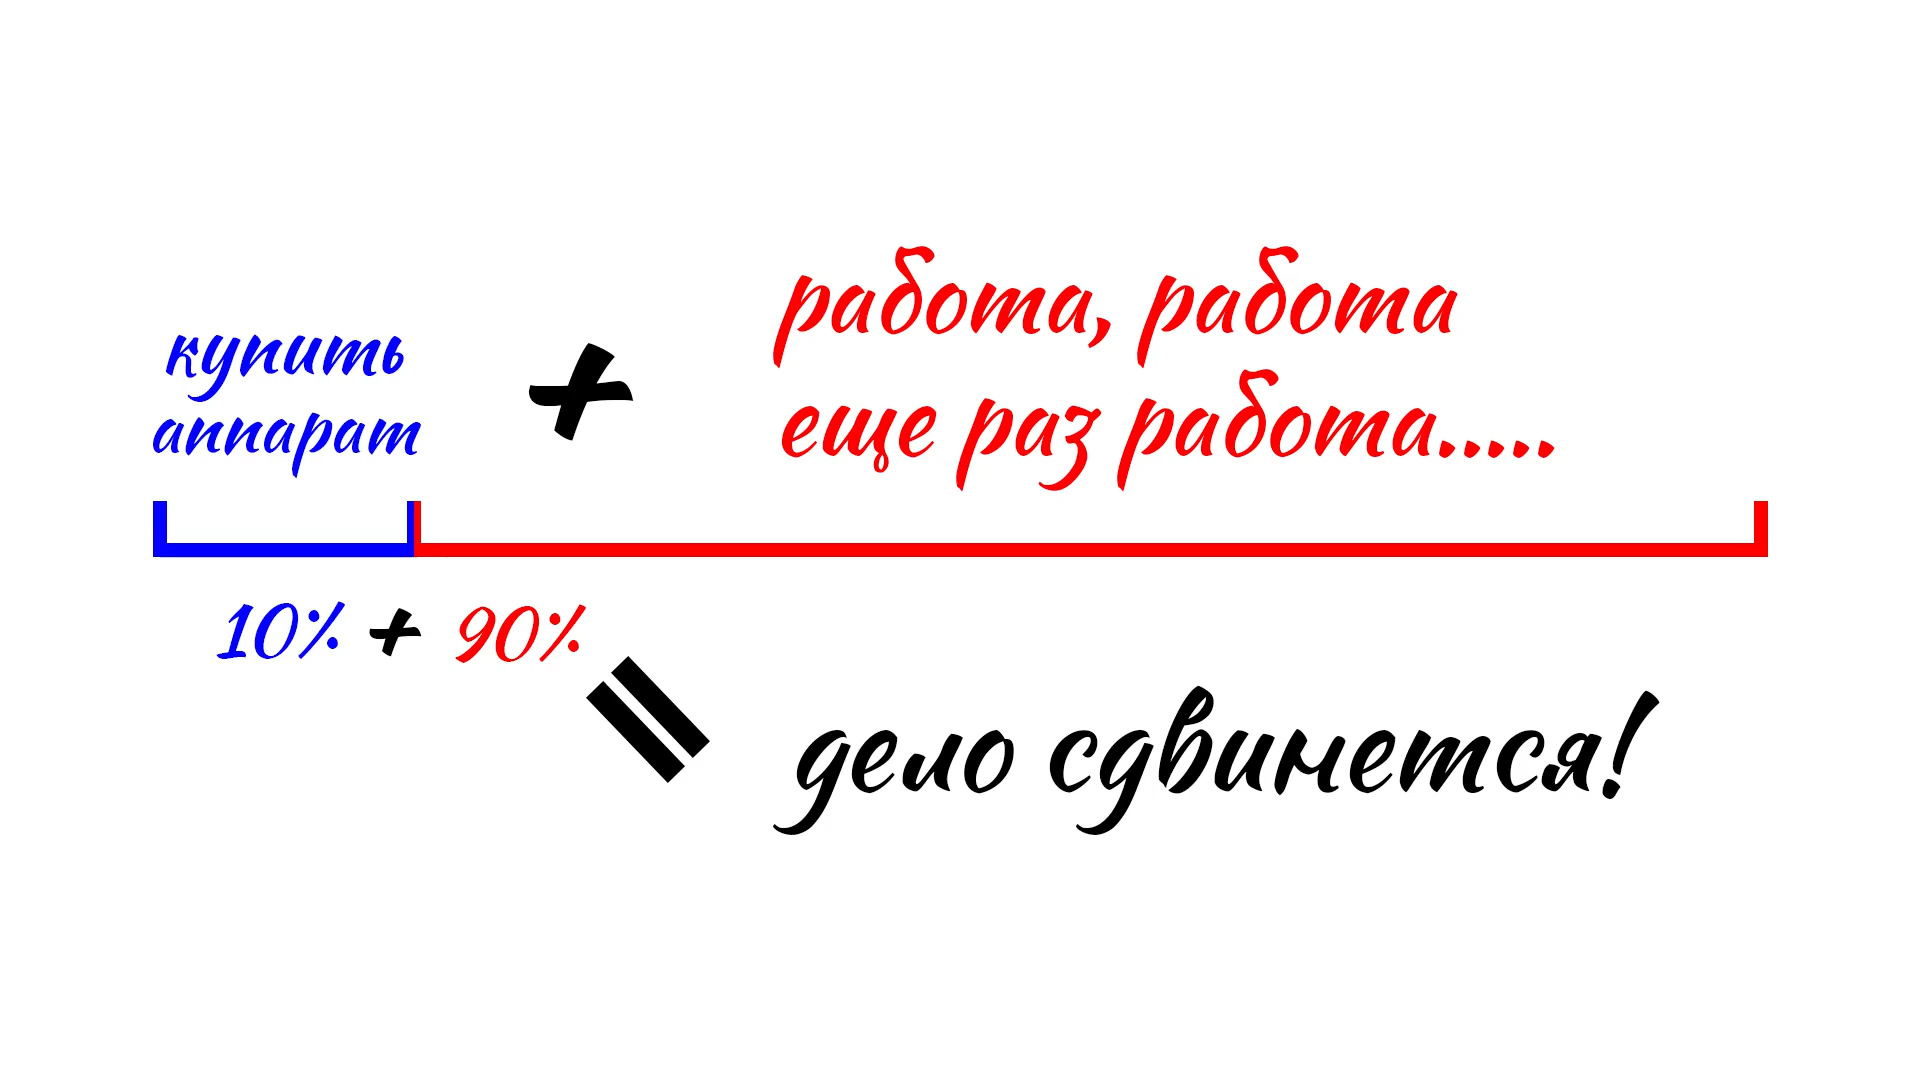 купить
аппарат
+
работа, работа
еще раз работа.....
10% + 90%
=
дело сдвинется!